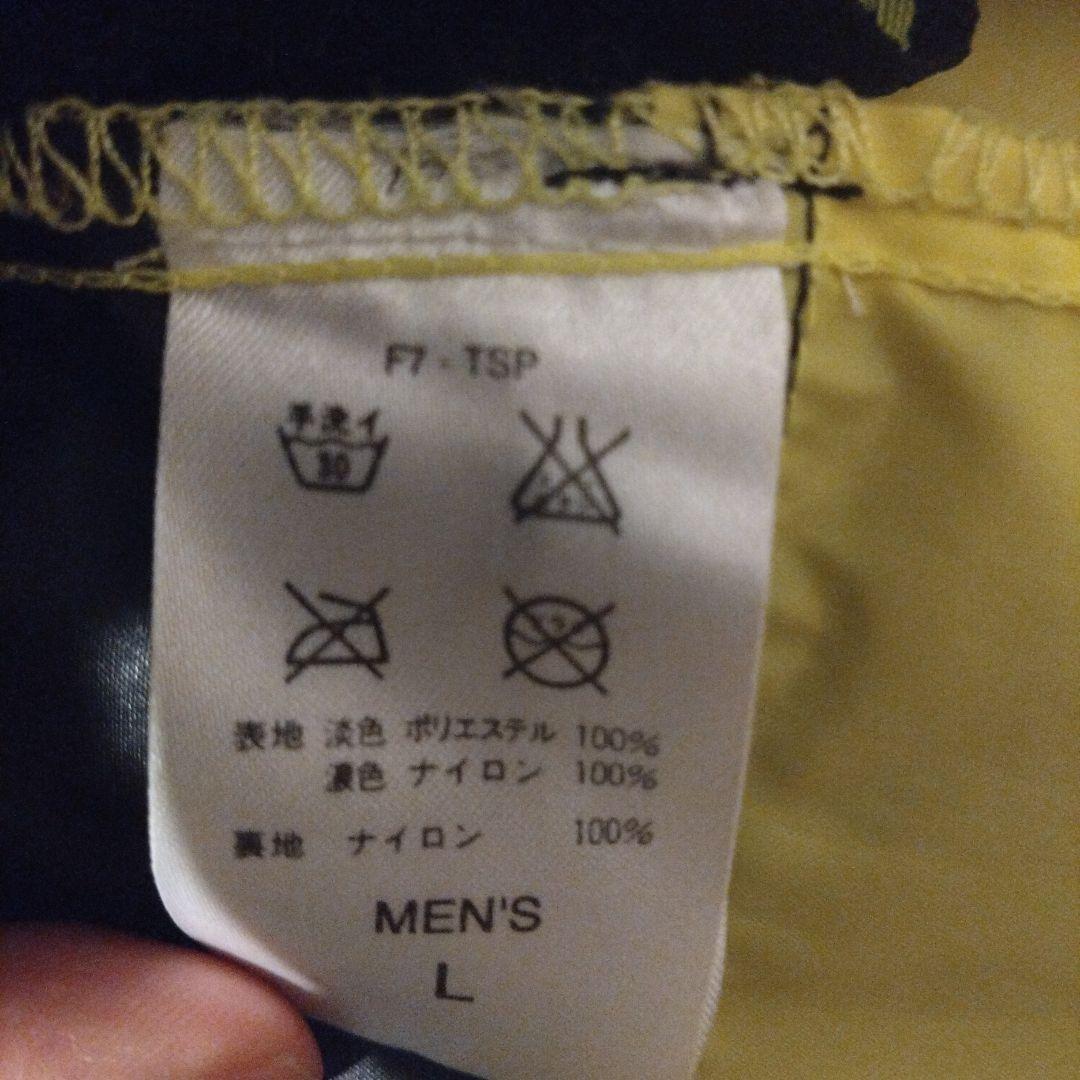 F7 - TSP
手洗イ
30
表地 淡色 ポリエステル 100%
濃色 ナイロン 100%
裏地 ナイロン 100%
MEN'S
L